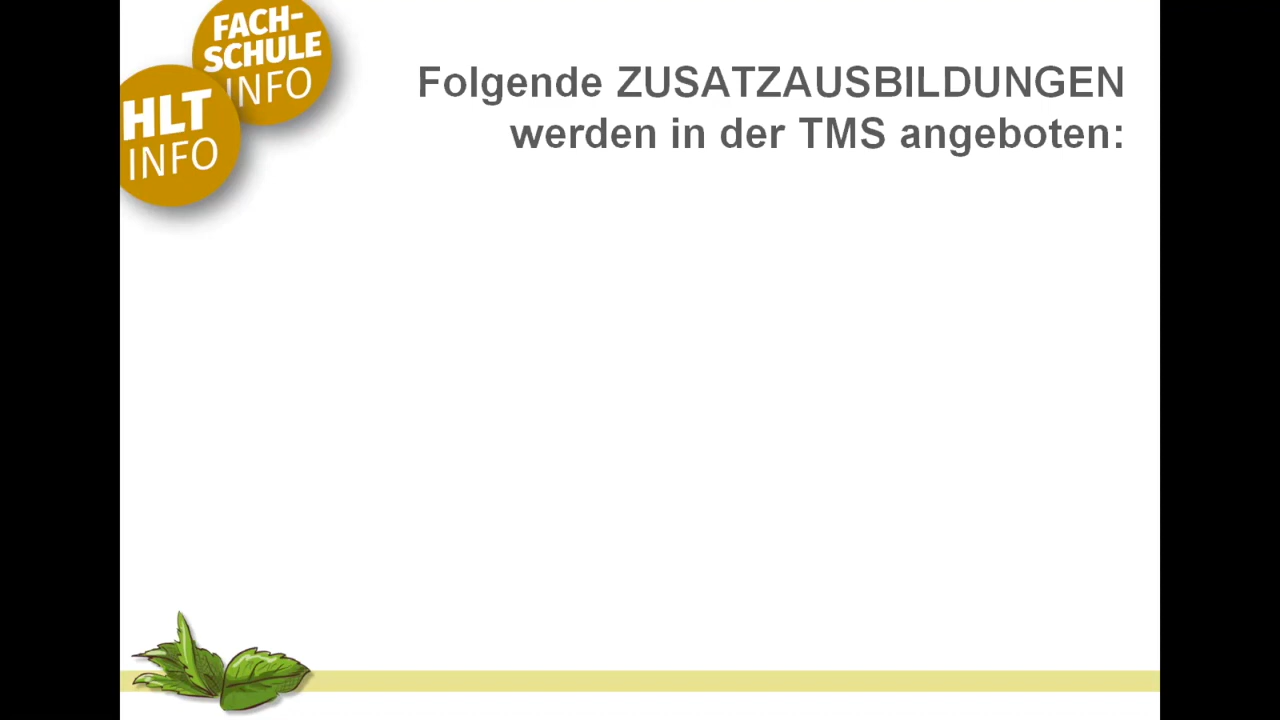 FACH-
SCHULE
INFO
HLT
INFO
Folgende ZUSATZAUSBILDUNGEN
werden in der TMS angeboten: